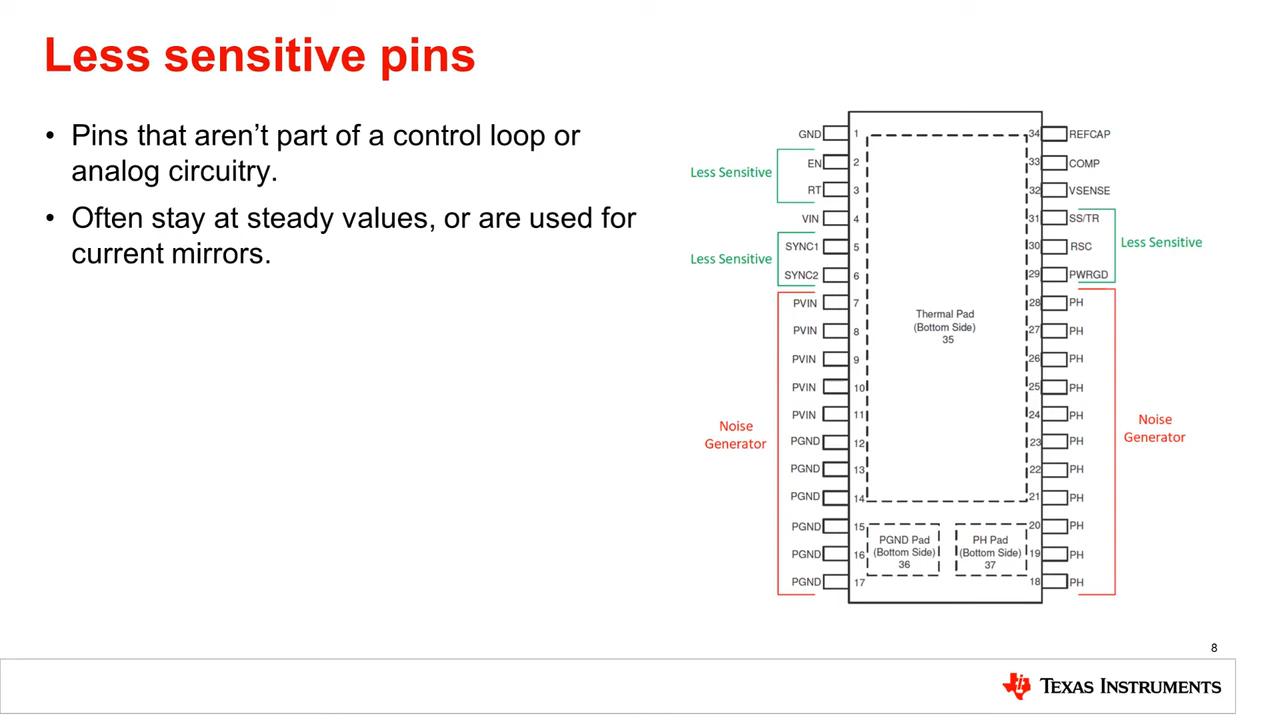 Less sensitive pins
• Pins that aren’t part of a control loop or
analog circuitry.
• Often stay at steady values, or are used for
current mirrors.
GND 1
EN 2
RT 3
VIN 4
SYNC1 5
SYNC2 6
PVIN 7
PVIN 8
PVIN 9
PVIN 10
PVIN 11
PGND 12
PGND 13
PGND 14
PGND 15
PGND 16
PGND 17
Less Sensitive
Less Sensitive
Noise
Generator
Thermal Pad
(Bottom Side)
35
PGND Pad
(Bottom Side)
36
PH Pad
(Bottom Side)
37
34 REFCAP
33 COMP
32 VSENSE
31 SS/TR
30 RSC
29 PWRGD
28 PH
27 PH
26 PH
25 PH
24 PH
23 PH
22 PH
21 PH
20 PH
19 PH
18 PH
Less Sensitive
Noise
Generator
8
TEXAS INSTRUMENTS